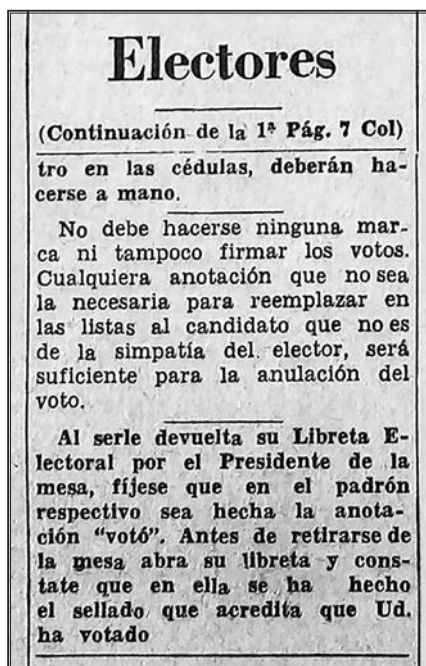 Electores
(Continuación de la 1ª Pág. 7 Col)
tro en las cédulas, deberán ha-
cerse a mano.
No debe hacerse ninguna mar-
ca ni tampoco firmar los votos.
Cualquiera anotación que no sea
la necesaria para reemplazar en
las listas al candidato que no es
de la simpatía del elector, será
suficiente para la anulación del
voto.
Al serle devuelta su Libreta E-
lectoral por el Presidente de la
mesa, fíjese que en el padrón
respectivo sea hecha la anota-
ción "votó". Antes de retirarse de
la mesa abra su libreta y cons-
tate que en ella se ha hecho
el sellado que acredita que Ud.
ha votado